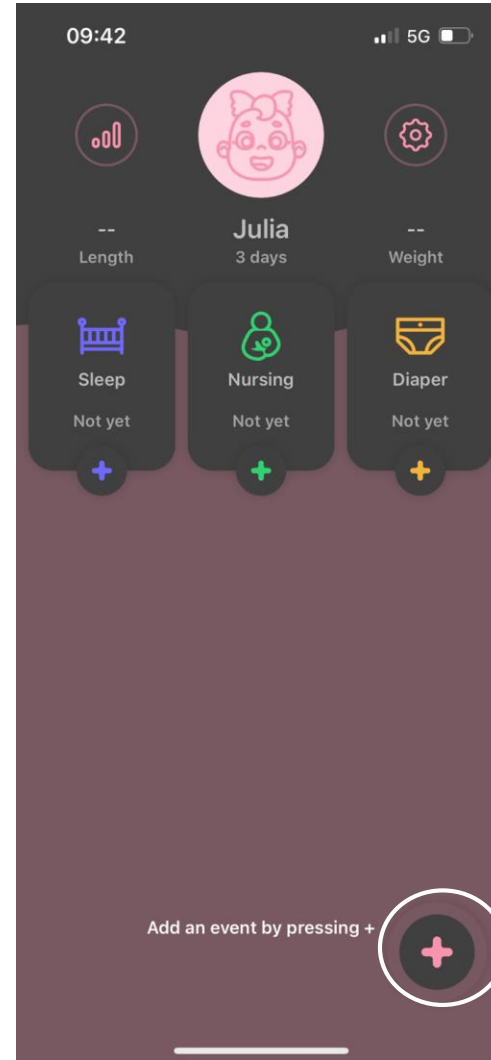 09:42
5G
--
Julia
--
Length
3 days
Weight
Sleep
Nursing
Diaper
Not yet
Not yet
Not yet
+
+
+
Add an event by pressing +
+